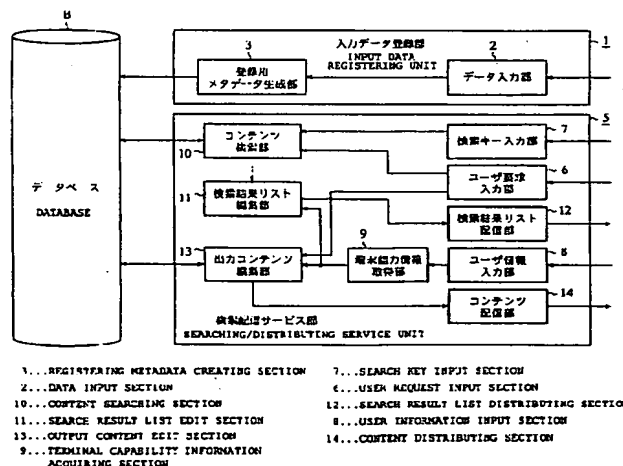 B
データベース
DATABASE
入力データ登録部
INPUT DATA
REGISTERING UNIT
1
3
登録用
メタデータ生成部
2
データ入力部
5
コンテンツ
検索部
10
検索キー入力部
7
ユーザ要求
入力部
6
11
検索結果リスト
編集部
検索結果リスト
配信部
12
13
出力コンテンツ
編集部
9
端末能力情報
取得部
ユーザ情報
入力部
8
コンテンツ
配信部
14
検索配信サービス部
SEARCHING/DISTRIBUTING SERVICE UNIT
3...REGISTERING METADATA CREATING SECTION
2...DATA INPUT SECTION
10...CONTENT SEARCHING SECTION
11...SEARCH RESULT LIST EDIT SECTION
13...OUTPUT CONTENT EDIT SECTION
9...TERMINAL CAPABILITY INFORMATION
ACQUIRING SECTION
7...SEARCH KEY INPUT SECTION
6...USER REQUEST INPUT SECTION
12...SEARCH RESULT LIST DISTRIBUTING SECTION
8...USER INFORMATION INPUT SECTION
14...CONTENT DISTRIBUTING SECTION